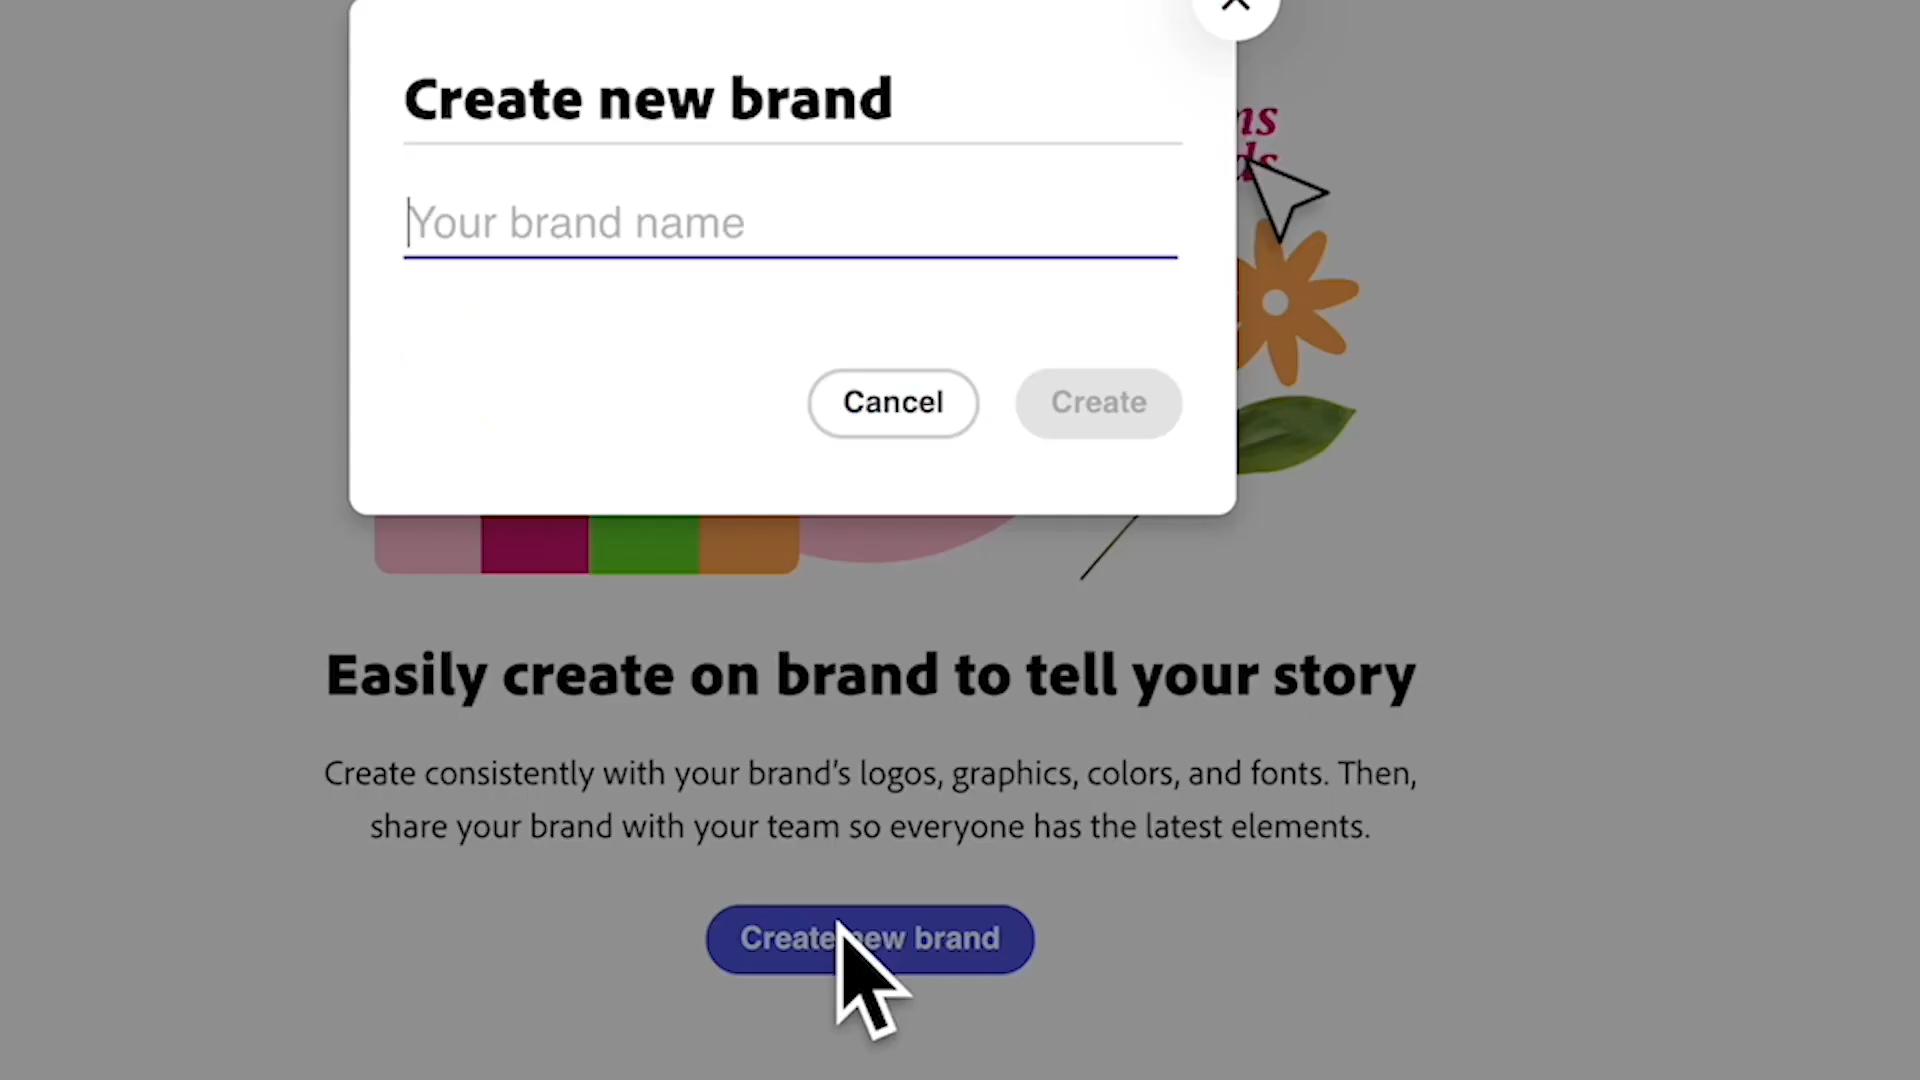 Create new brand
Your brand name
Cancel
Create
Easily create on brand to tell your story
Create consistently with your brand’s logos, graphics, colors, and fonts. Then,
share your brand with your team so everyone has the latest elements.
Create new brand